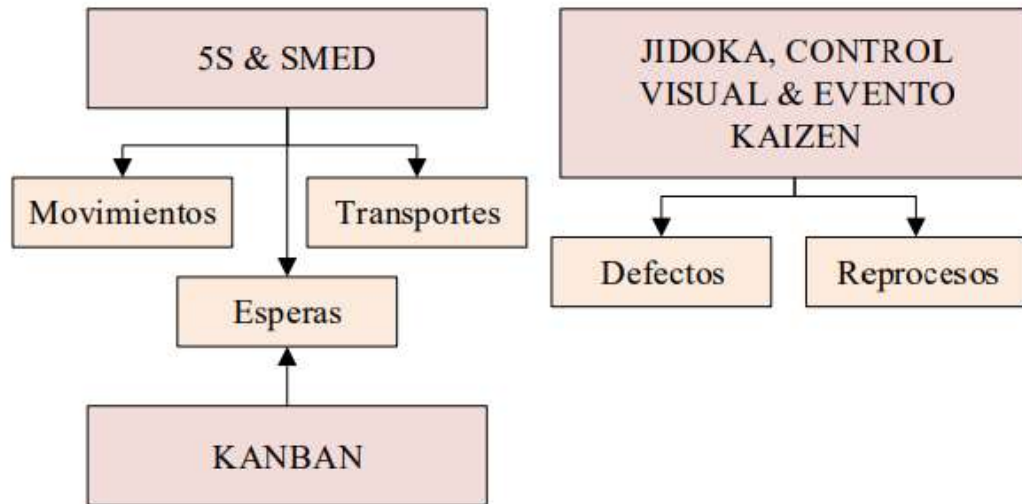 5S & SMED
Movimientos
Transportes
Esperas
KANBAN
JIDOKA, CONTROL
VISUAL & EVENTO
KAIZEN
Defectos
Reprocesos